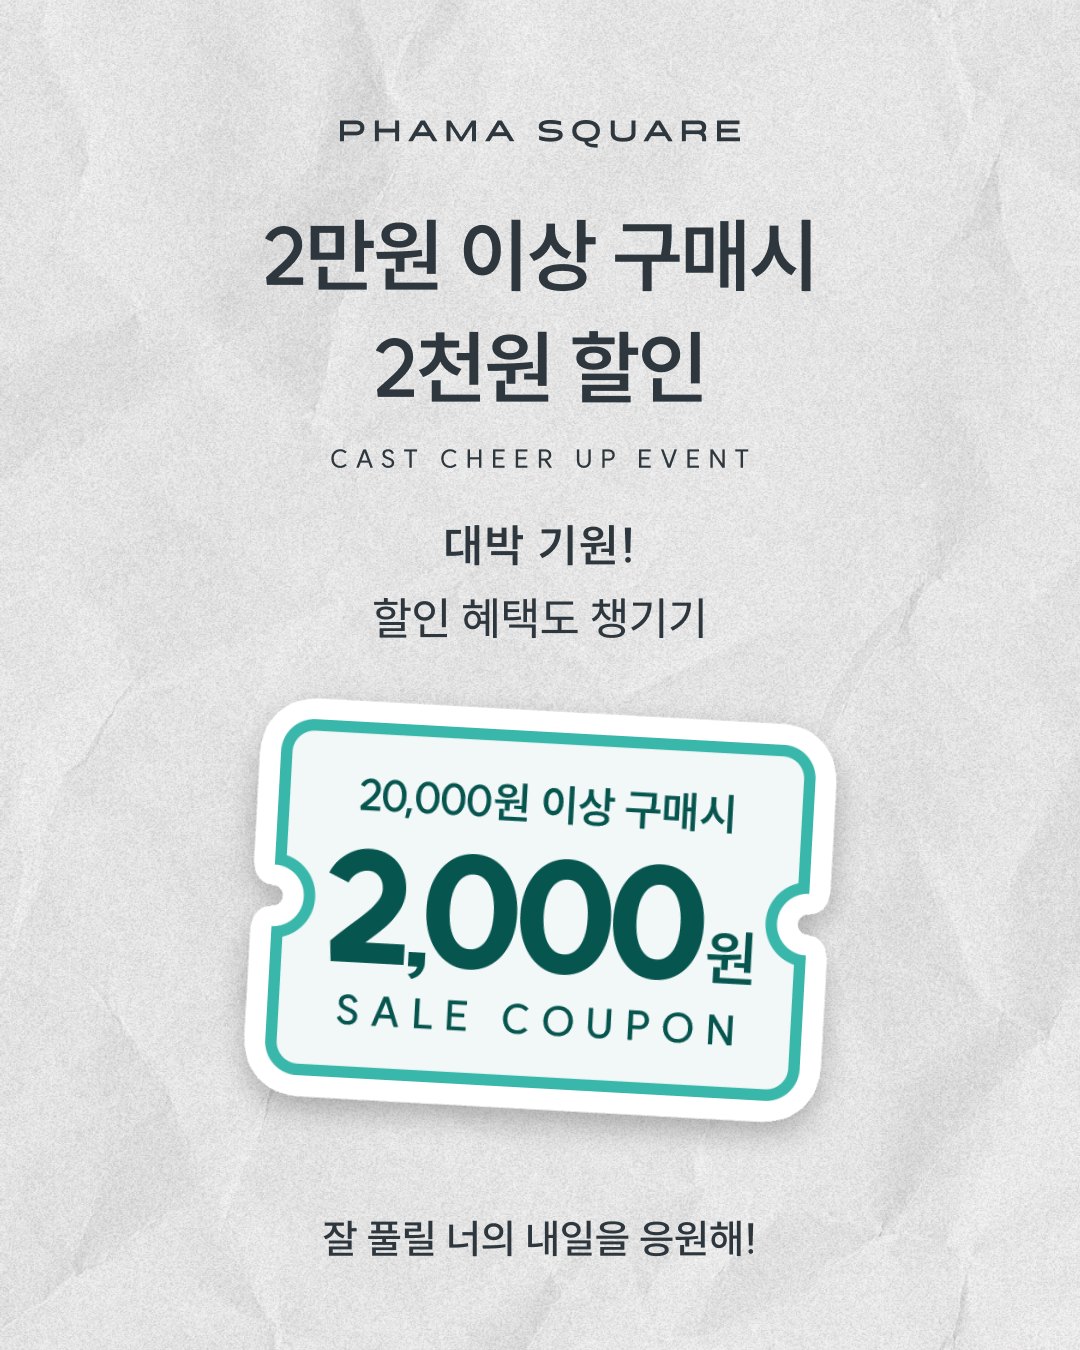 PHAMA SQUARE
2만원 이상 구매시
2천원 할인
CAST CHEER UP EVENT
대박 기원!
할인 혜택도 챙기기
20,000원 이상 구매시
2,000원
SALE COUPON
잘 풀릴 너의 내일을 응원해!